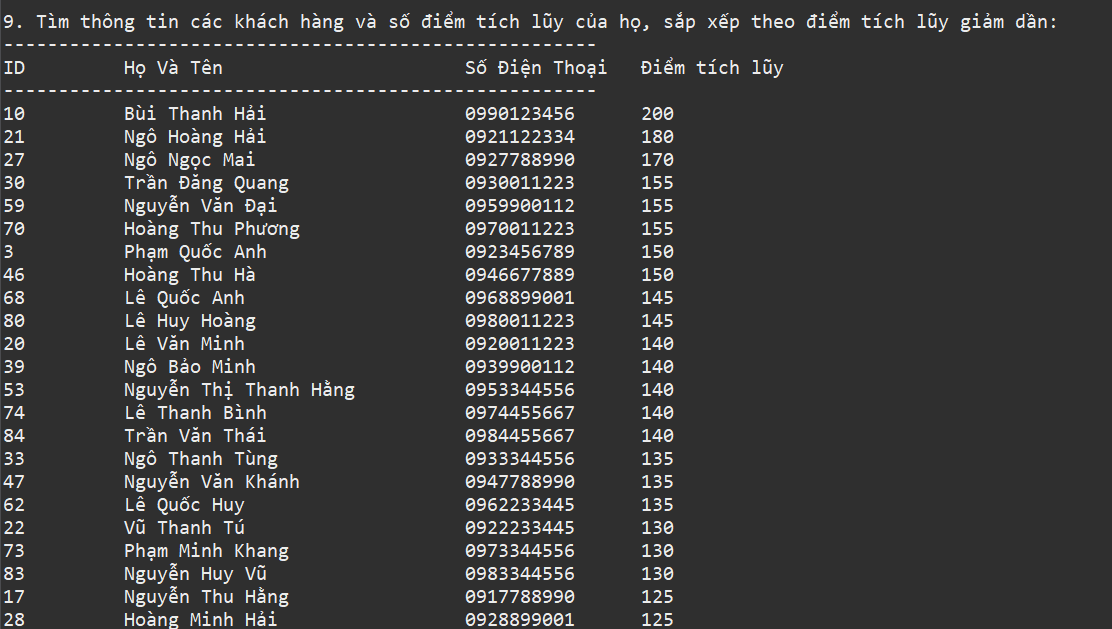 9. Tìm thông tin các khách hàng và số điểm tích lũy của họ, sắp xếp theo điểm tích lũy giảm dần:
------------------------------------------------------
ID Họ Và Tên Số Điện Thoại Điểm tích lũy
------------------------------------------------------
10 Bùi Thanh Hải 0990123456 200
21 Ngô Hoàng Hải 0921122334 180
27 Ngô Ngọc Mai 0927788990 170
30 Trần Đăng Quang 0930011223 155
59 Nguyễn Văn Đại 0959900112 155
70 Hoàng Thu Phương 0970011223 155
3 Phạm Quốc Anh 0923456789 150
46 Hoàng Thu Hà 0946677889 150
68 Lê Quốc Anh 0968899001 145
80 Lê Huy Hoàng 0980011223 145
20 Lê Văn Minh 0920011223 140
39 Ngô Bảo Minh 0939900112 140
53 Nguyễn Thị Thanh Hằng 0953344556 140
74 Lê Thanh Bình 0974455667 140
84 Trần Văn Thái 0984455667 140
33 Ngô Thanh Tùng 0933344556 135
47 Nguyễn Văn Khánh 0947788990 135
62 Lê Quốc Huy 0962233445 135
22 Vũ Thanh Tú 0922233445 130
73 Phạm Minh Khang 0973344556 130
83 Nguyễn Huy Vũ 0983344556 130
17 Nguyễn Thu Hằng 0917788990 125
28 Hoàng Minh Hải 0928899001 125